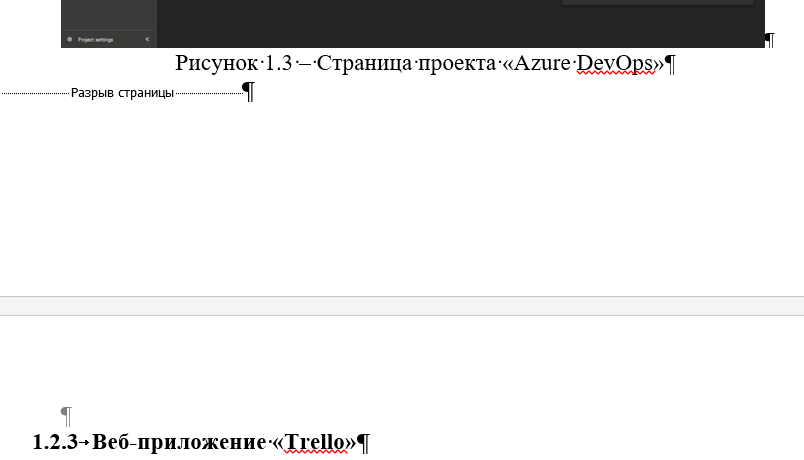 Project settings
Рисунок 1.3 – Страница проекта «Azure DevOps»¶
Разрыв страницы¶
¶
1.2.3→Веб-приложение «Trello»¶